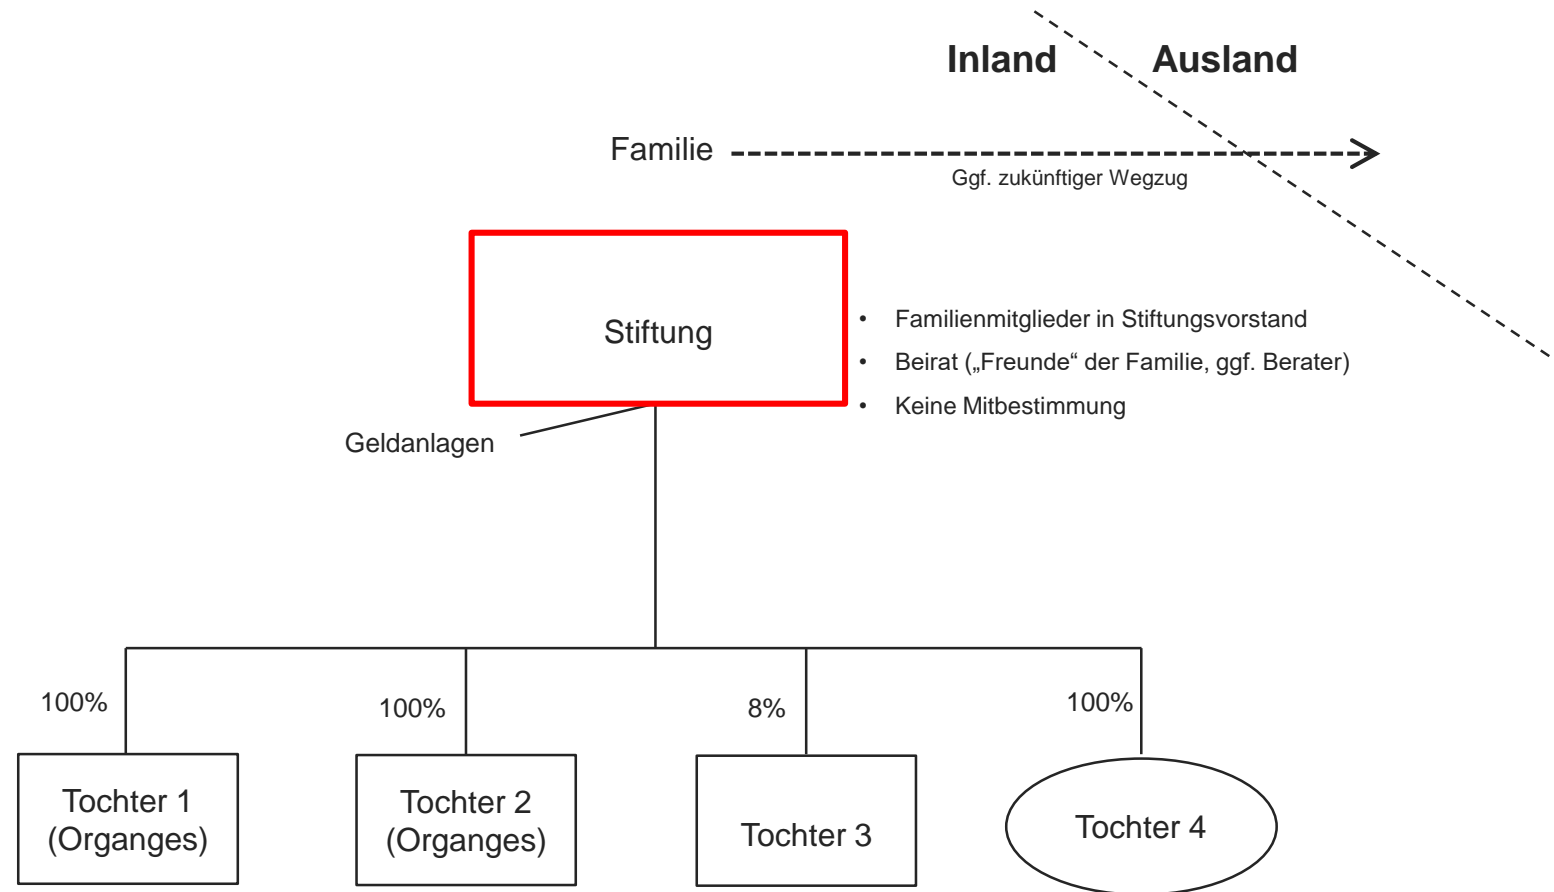 Inland
Ausland
Familie
Ggf. zukünftiger Wegzug
Stiftung
• Familienmitglieder in Stiftungsvorstand
• Beirat („Freunde“ der Familie, ggf. Berater)
• Keine Mitbestimmung
Geldanlagen
100%
100%
8%
100%
Tochter 1
(Organges)
Tochter 2
(Organges)
Tochter 3
Tochter 4